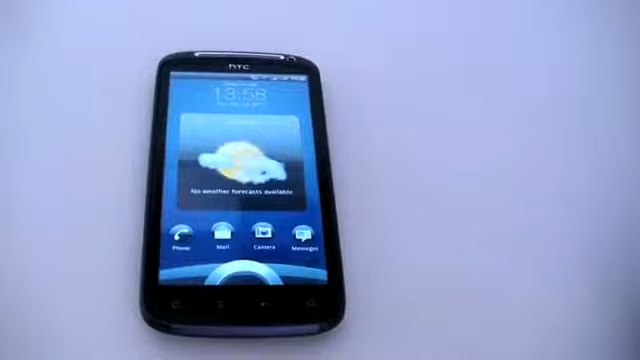 hTC
13:58
No weather forecasts available
Phone
Mail
Camera
Messages